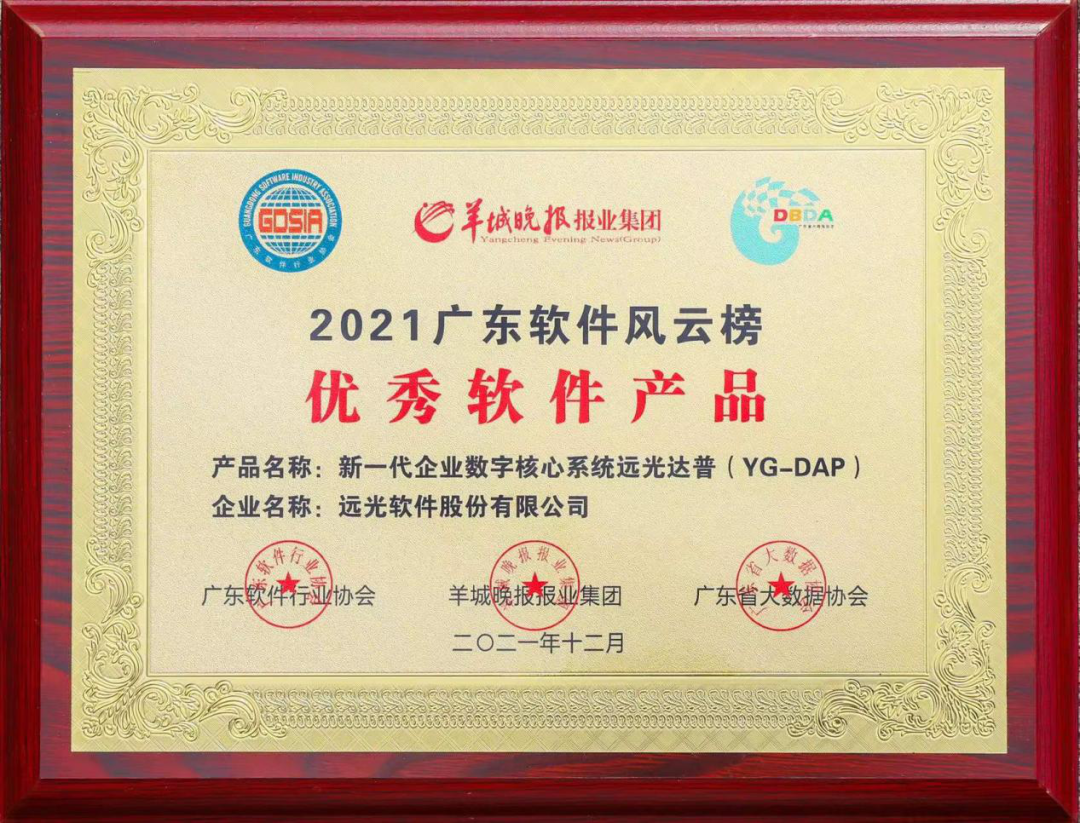 GUANGDONG SOFTWARE INDUSTRY ASSOCIATION
GDSIA
羊城晚报报业集团
Yangcheng Evening News(Group)
DBDA
2021广东软件风云榜
优秀软件产品
产品名称：新一代企业数字核心系统远光达普（YG-DAP）
企业名称：远光软件股份有限公司
广东软件行业协会 羊城晚报报业集团 广东省大数据协会
二〇二一年十二月